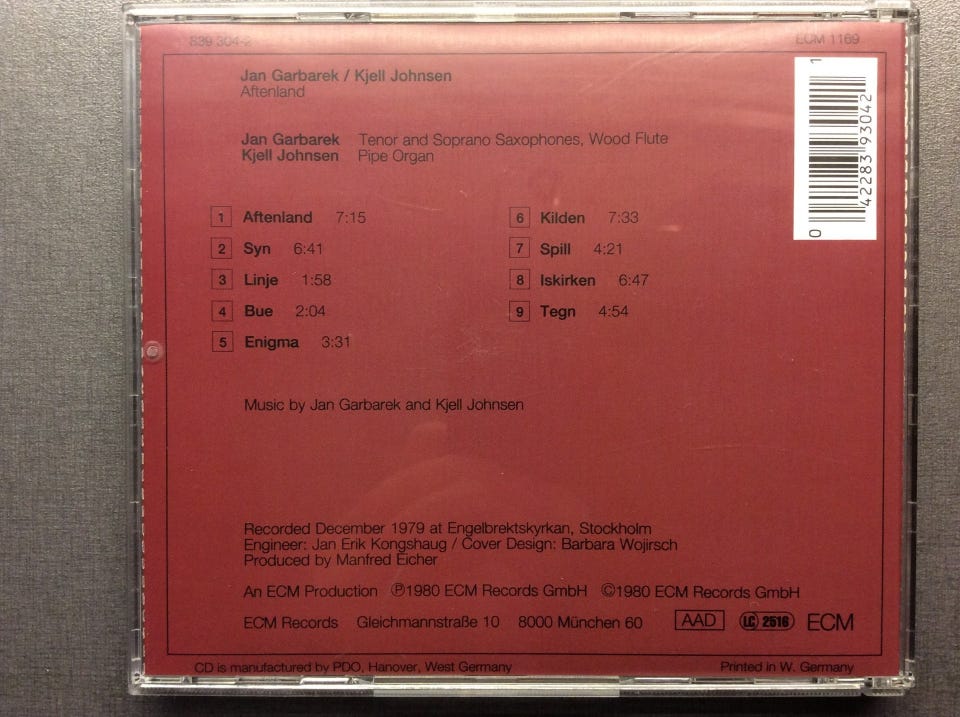 839 304-2 ECM 1169
Jan Garbarek / Kjell Johnsen
Aftenland
Jan Garbarek Tenor and Soprano Saxophones, Wood Flute
Kjell Johnsen Pipe Organ
1 Aftenland 7:15
2 Syn 6:41
3 Linje 1:58
4 Bue 2:04
5 Enigma 3:31
6 Kilden 7:33
7 Spill 4:21
8 Iskirken 6:47
9 Tegn 4:54
Music by Jan Garbarek and Kjell Johnsen
Recorded December 1979 at Engelbrektskyrkan, Stockholm
Engineer: Jan Erik Kongshaug / Cover Design: Barbara Wojirsch
Produced by Manfred Eicher
An ECM Production ℗1980 ECM Records GmbH ©1980 ECM Records GmbH
ECM Records Gleichmannstraße 10 8000 München 60 AAD LC 2516 ECM
CD is manufactured by PDO, Hanover, West Germany Printed in W. Germany
0 42283 93042 1